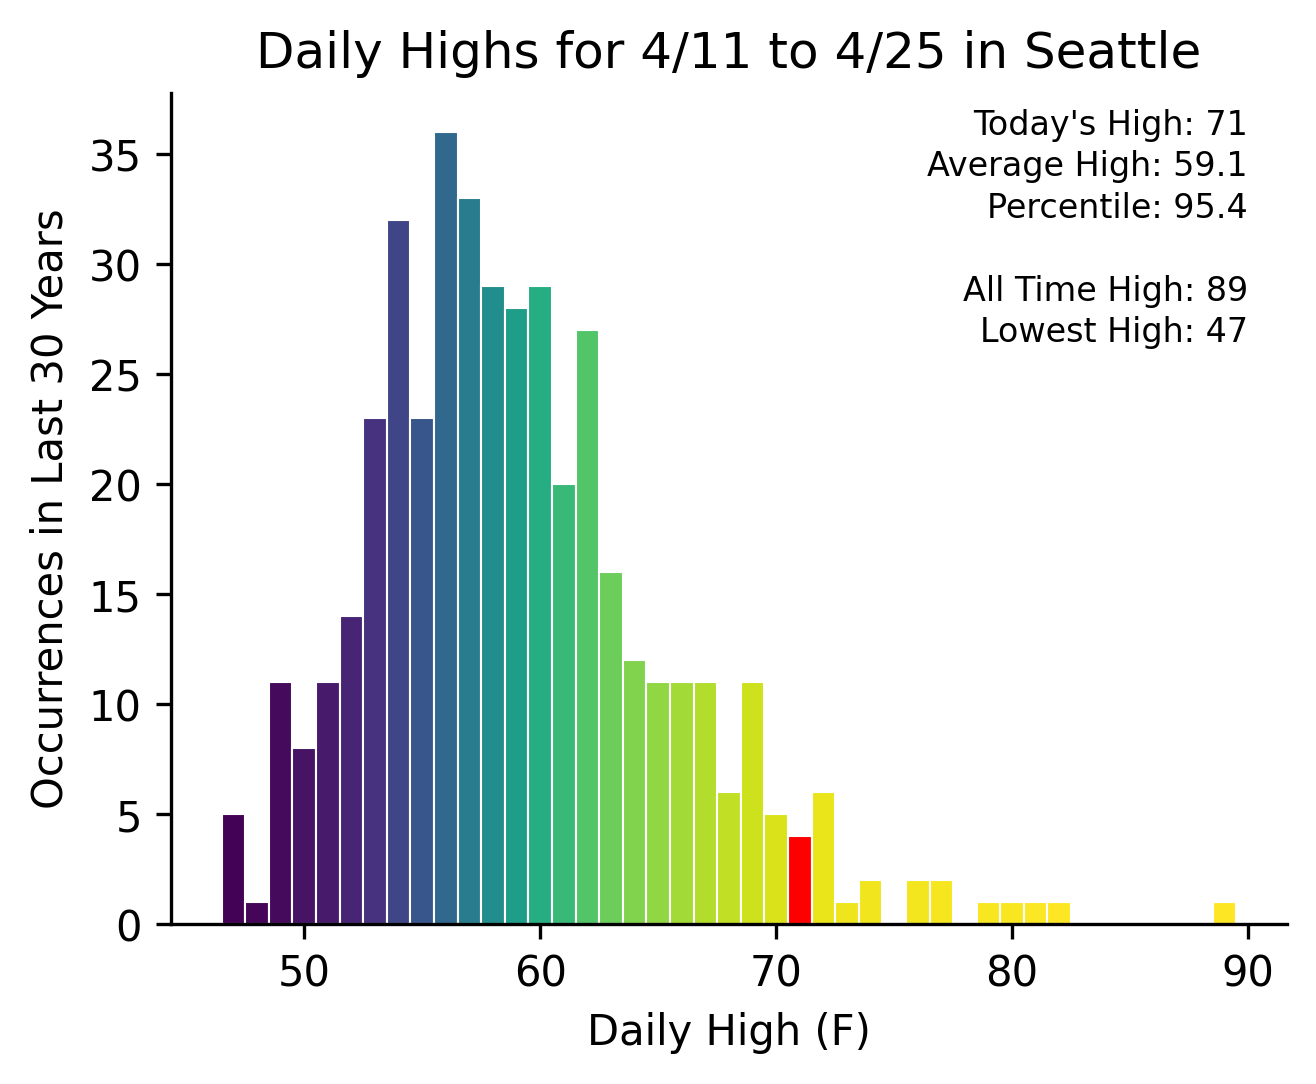 Daily Highs for 4/11 to 4/25 in Seattle
Today's High: 71
Average High: 59.1
Percentile: 95.4
All Time High: 89
Lowest High: 47
Occurrences in Last 30 Years
35
30
25
20
15
10
5
0
50 60 70 80 90
Daily High (F)